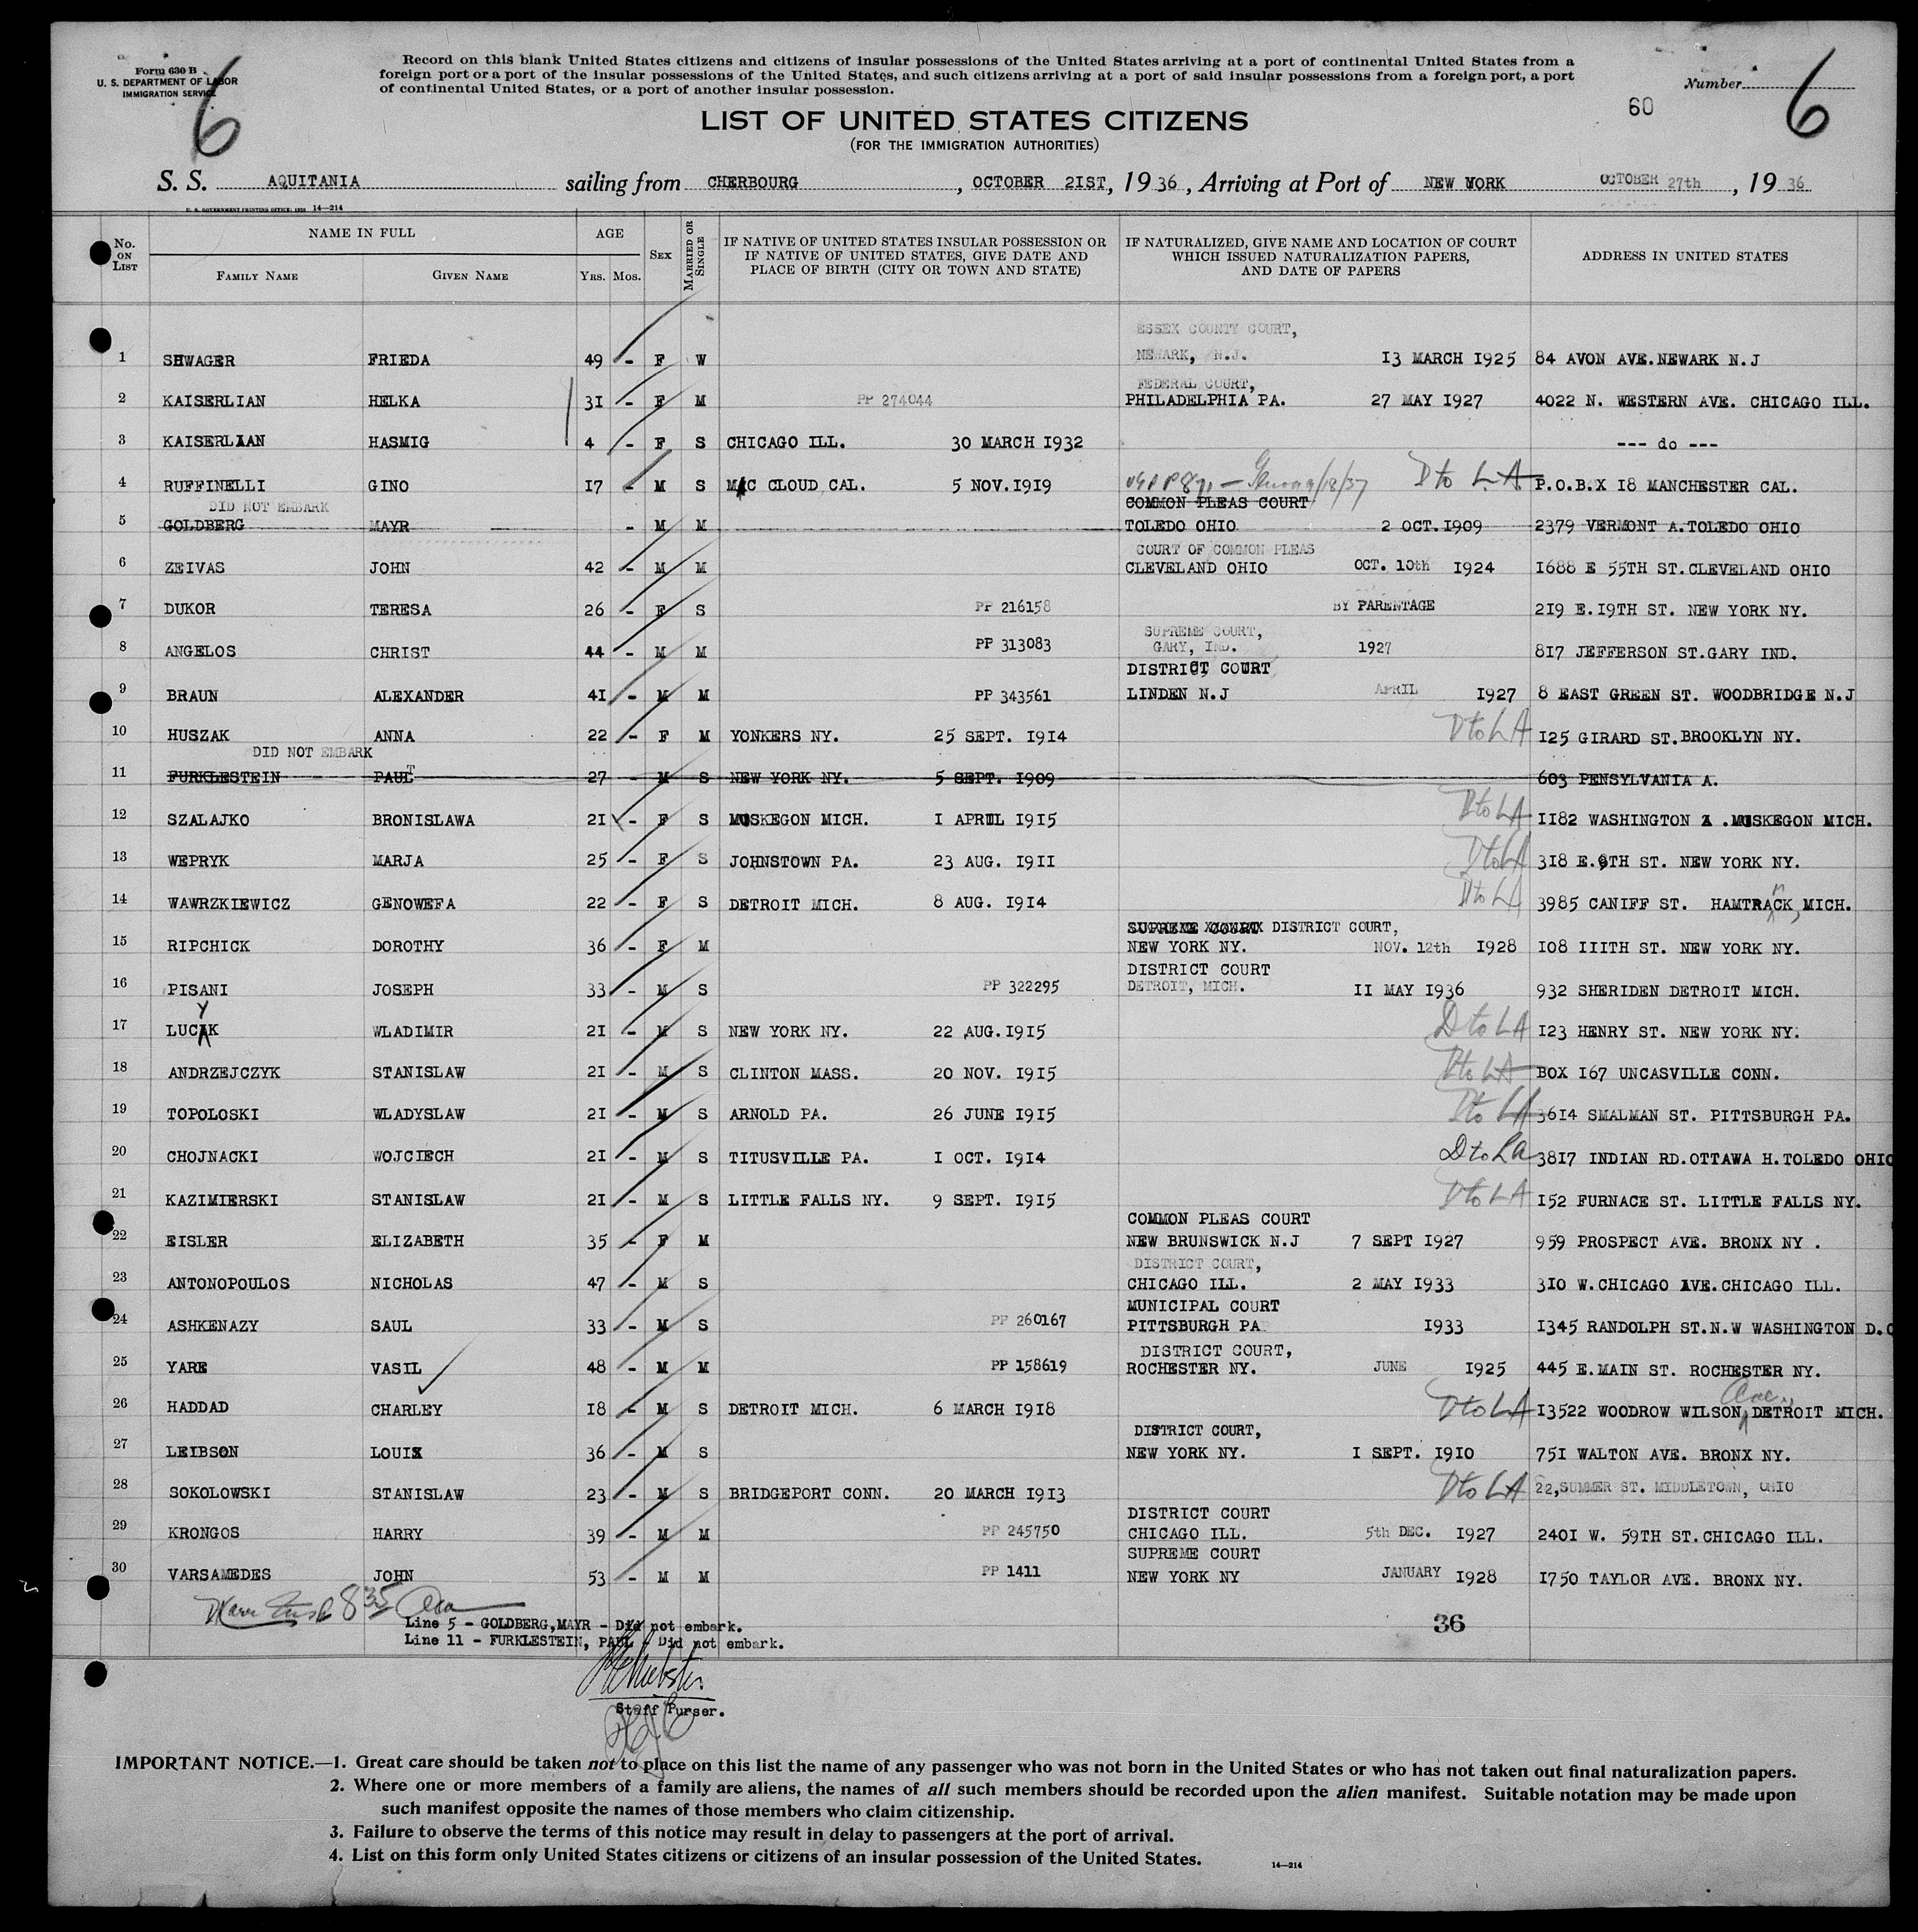 Form 630 B
U. S. DEPARTMENT OF LABOR
IMMIGRATION SERVICE
6
Record on this blank United States citizens and citizens of insular possessions of the United States arriving at a port of continental United States from a
foreign port or a port of the insular possessions of the United States, and such citizens arriving at a port of said insular possessions from a foreign port, a port
of continental United States, or a port of another insular possession.
Number
60
6
LIST OF UNITED STATES CITIZENS
(FOR THE IMMIGRATION AUTHORITIES)
S. S. AQUITANIA sailing from CHERBOURG , OCTOBER 21ST, 1936, Arriving at Port of NEW YORK OCTOBER 27th , 1936
U. S. GOVERNMENT PRINTING OFFICE: 14—214
No. ON LIST NAME IN FULL FAMILY NAME GIVEN NAME AGE YRS. MOS. SEX MARRIED OR SINGLE
IF NATIVE OF UNITED STATES INSULAR POSSESSION OR
IF NATIVE OF UNITED STATES, GIVE DATE AND
PLACE OF BIRTH (CITY OR TOWN AND STATE)
IF NATURALIZED, GIVE NAME AND LOCATION OF COURT
WHICH ISSUED NATURALIZATION PAPERS,
AND DATE OF PAPERS
ADDRESS IN UNITED STATES
ESSEX COUNTY COURT,
1 SHWAGER FRIEDA 49 - F W NEWARK, N.J. 13 MARCH 1925 84 AVON AVE.NEWARK N.J
FEDERAL COURT,
2 KAISERLIAN HELKA 31 - F M PP 274044 PHILADELPHIA PA. 27 MAY 1927 4022 N. WESTERN AVE. CHICAGO ILL.
3 KAISERLIAN HASMIG 4 - F S CHICAGO ILL. 30 MARCH 1932 --- do ---
4 RUFFINELLI GINO 17 - M S MAC CLOUD CAL. 5 NOV.1919 D to LA P.O.B.X 18 MANCHESTER CAL.
DID NOT EMBARK COMMON PLEAS COURT
5 GOLDBERG MAYR - M M TOLEDO OHIO 2 OCT.1909 2379 VERMONT A.TOLEDO OHIO
COURT OF COMMON PLEAS
6 ZEIVAS JOHN 42 - M M CLEVELAND OHIO OCT. 10th 1924 1688 E 55TH ST.CLEVELAND OHIO
7 DUKOR TERESA 26 - F S PP 216158 BY PARENTAGE 219 E.19TH ST. NEW YORK NY.
SUPREME COURT,
8 ANGELOS CHRIST 44 - M M PP 313083 GARY, IND. 1927 817 JEFFERSON ST.GARY IND.
DISTRICT COURT
9 BRAUN ALEXANDER 41 - M M PP 343561 LINDEN N.J APRIL 1927 8 EAST GREEN ST. WOODBRIDGE N.J
10 HUSZAK ANNA 22 - F M YONKERS NY. 25 SEPT. 1914 D to LA 125 GIRARD ST.BROOKLYN NY.
DID NOT EMBARK
11 FURKLESTEIN PAUL 27 - M S NEW YORK NY. 5 SEPT. 1909 603 PENSYLVANIA A.
12 SZALAJKO BRONISLAWA 21 - F S MUSKEGON MICH. 1 APRIL 1915 D to LA 1182 WASHINGTON A .MUSKEGON MICH.
13 WEPRYK MARJA 25 - F S JOHNSTOWN PA. 23 AUG. 1911 D to LA 318 E.9TH ST. NEW YORK NY.
14 WAWRZKIEWICZ GENOWEFA 22 - F S DETROIT MICH. 8 AUG. 1914 D to LA 3985 CANIFF ST. HAMTRAnCK, MICH.
SUPREME COURT DISTRICT COURT,
15 RIPCHICK DOROTHY 36 - F M NEW YORK NY. NOV. 12th 1928 108 111TH ST. NEW YORK NY.
DISTRICT COURT
16 PISANI JOSEPH 33 - M S PP 322295 DETROIT, MICH. 11 MAY 1936 932 SHERIDEN DETROIT MICH.
17 LUCYK WLADIMIR 21 - M S NEW YORK NY. 22 AUG.1915 D to LA 123 HENRY ST. NEW YORK NY.
18 ANDRZEJCZYK STANISLAW 21 - M S CLINTON MASS. 20 NOV. 1915 D to LA BOX 167 UNCASVILLE CONN.
19 TOPOLOSKI WLADYSLAW 21 - M S ARNOLD PA. 26 JUNE 1915 D to LA 3614 SMALMAN ST. PITTSBURGH PA.
20 CHOJNACKI WOJCIECH 21 - M S TITUSVILLE PA. 1 OCT. 1914 D to La 3817 INDIAN RD.OTTAWA H.TOLEDO OHIO
21 KAZIMIERSKI STANISLAW 21 - M S LITTLE FALLS NY. 9 SEPT. 1915 D to LA 152 FURNACE ST. LITTLE FALLS NY.
COMMON PLEAS COURT
22 EISLER ELIZABETH 35 - F M NEW BRUNSWICK N.J 7 SEPT 1927 959 PROSPECT AVE. BRONX NY .
DISTRICT COURT,
23 ANTONOPOULOS NICHOLAS 47 - M S CHICAGO ILL. 2 MAY 1933 310 W.CHICAGO AVE.CHICAGO ILL.
MUNICIPAL COURT
24 ASHKENAZY SAUL 33 - M S PP 260167 PITTSBURGH PA 1933 1345 RANDOLPH ST.N.W WASHINGTON D.C
DISTRICT COURT,
25 YARE VASIL 48 - M M PP 158619 ROCHESTER NY. JUNE 1925 445 E.MAIN ST. ROCHESTER NY.
Ave.
26 HADDAD CHARLEY 18 - M S DETROIT MICH. 6 MARCH 1918 D to LA 13522 WOODROW WILSON, DETROIT MICH.
DISTRICT COURT,
27 LEIBSON LOUIS 36 - M S NEW YORK NY. 1 SEPT. 1910 751 WALTON AVE. BRONX NY.
28 SOKOLOWSKI STANISLAW 23 - M S BRIDGEPORT CONN. 20 MARCH 1913 D to LA 22,SUMMER ST. MIDDLETOWN, OHIO
DISTRICT COURT
29 KRONGOS HARRY 39 - M M PP 245750 CHICAGO ILL. 5th DEC. 1927 2401 W. 59TH ST.CHICAGO ILL.
SUPREME COURT
30 VARSAMEDES JOHN 53 - M M PP 1411 NEW YORK NY JANUARY 1928 1750 TAYLOR AVE. BRONX NY.
835
Line 5 - GOLDBERG,MAYR - Did not embark.
Line 11 - FURKLESTEIN, PAUL - Did not embark.
36
Staff Purser.
IMPORTANT NOTICE.—1. Great care should be taken not to place on this list the name of any passenger who was not born in the United States or who has not taken out final naturalization papers.
2. Where one or more members of a family are aliens, the names of all such members should be recorded upon the alien manifest. Suitable notation may be made upon
such manifest opposite the names of those members who claim citizenship.
3. Failure to observe the terms of this notice may result in delay to passengers at the port of arrival.
4. List on this form only United States citizens or citizens of an insular possession of the United States.
14—214